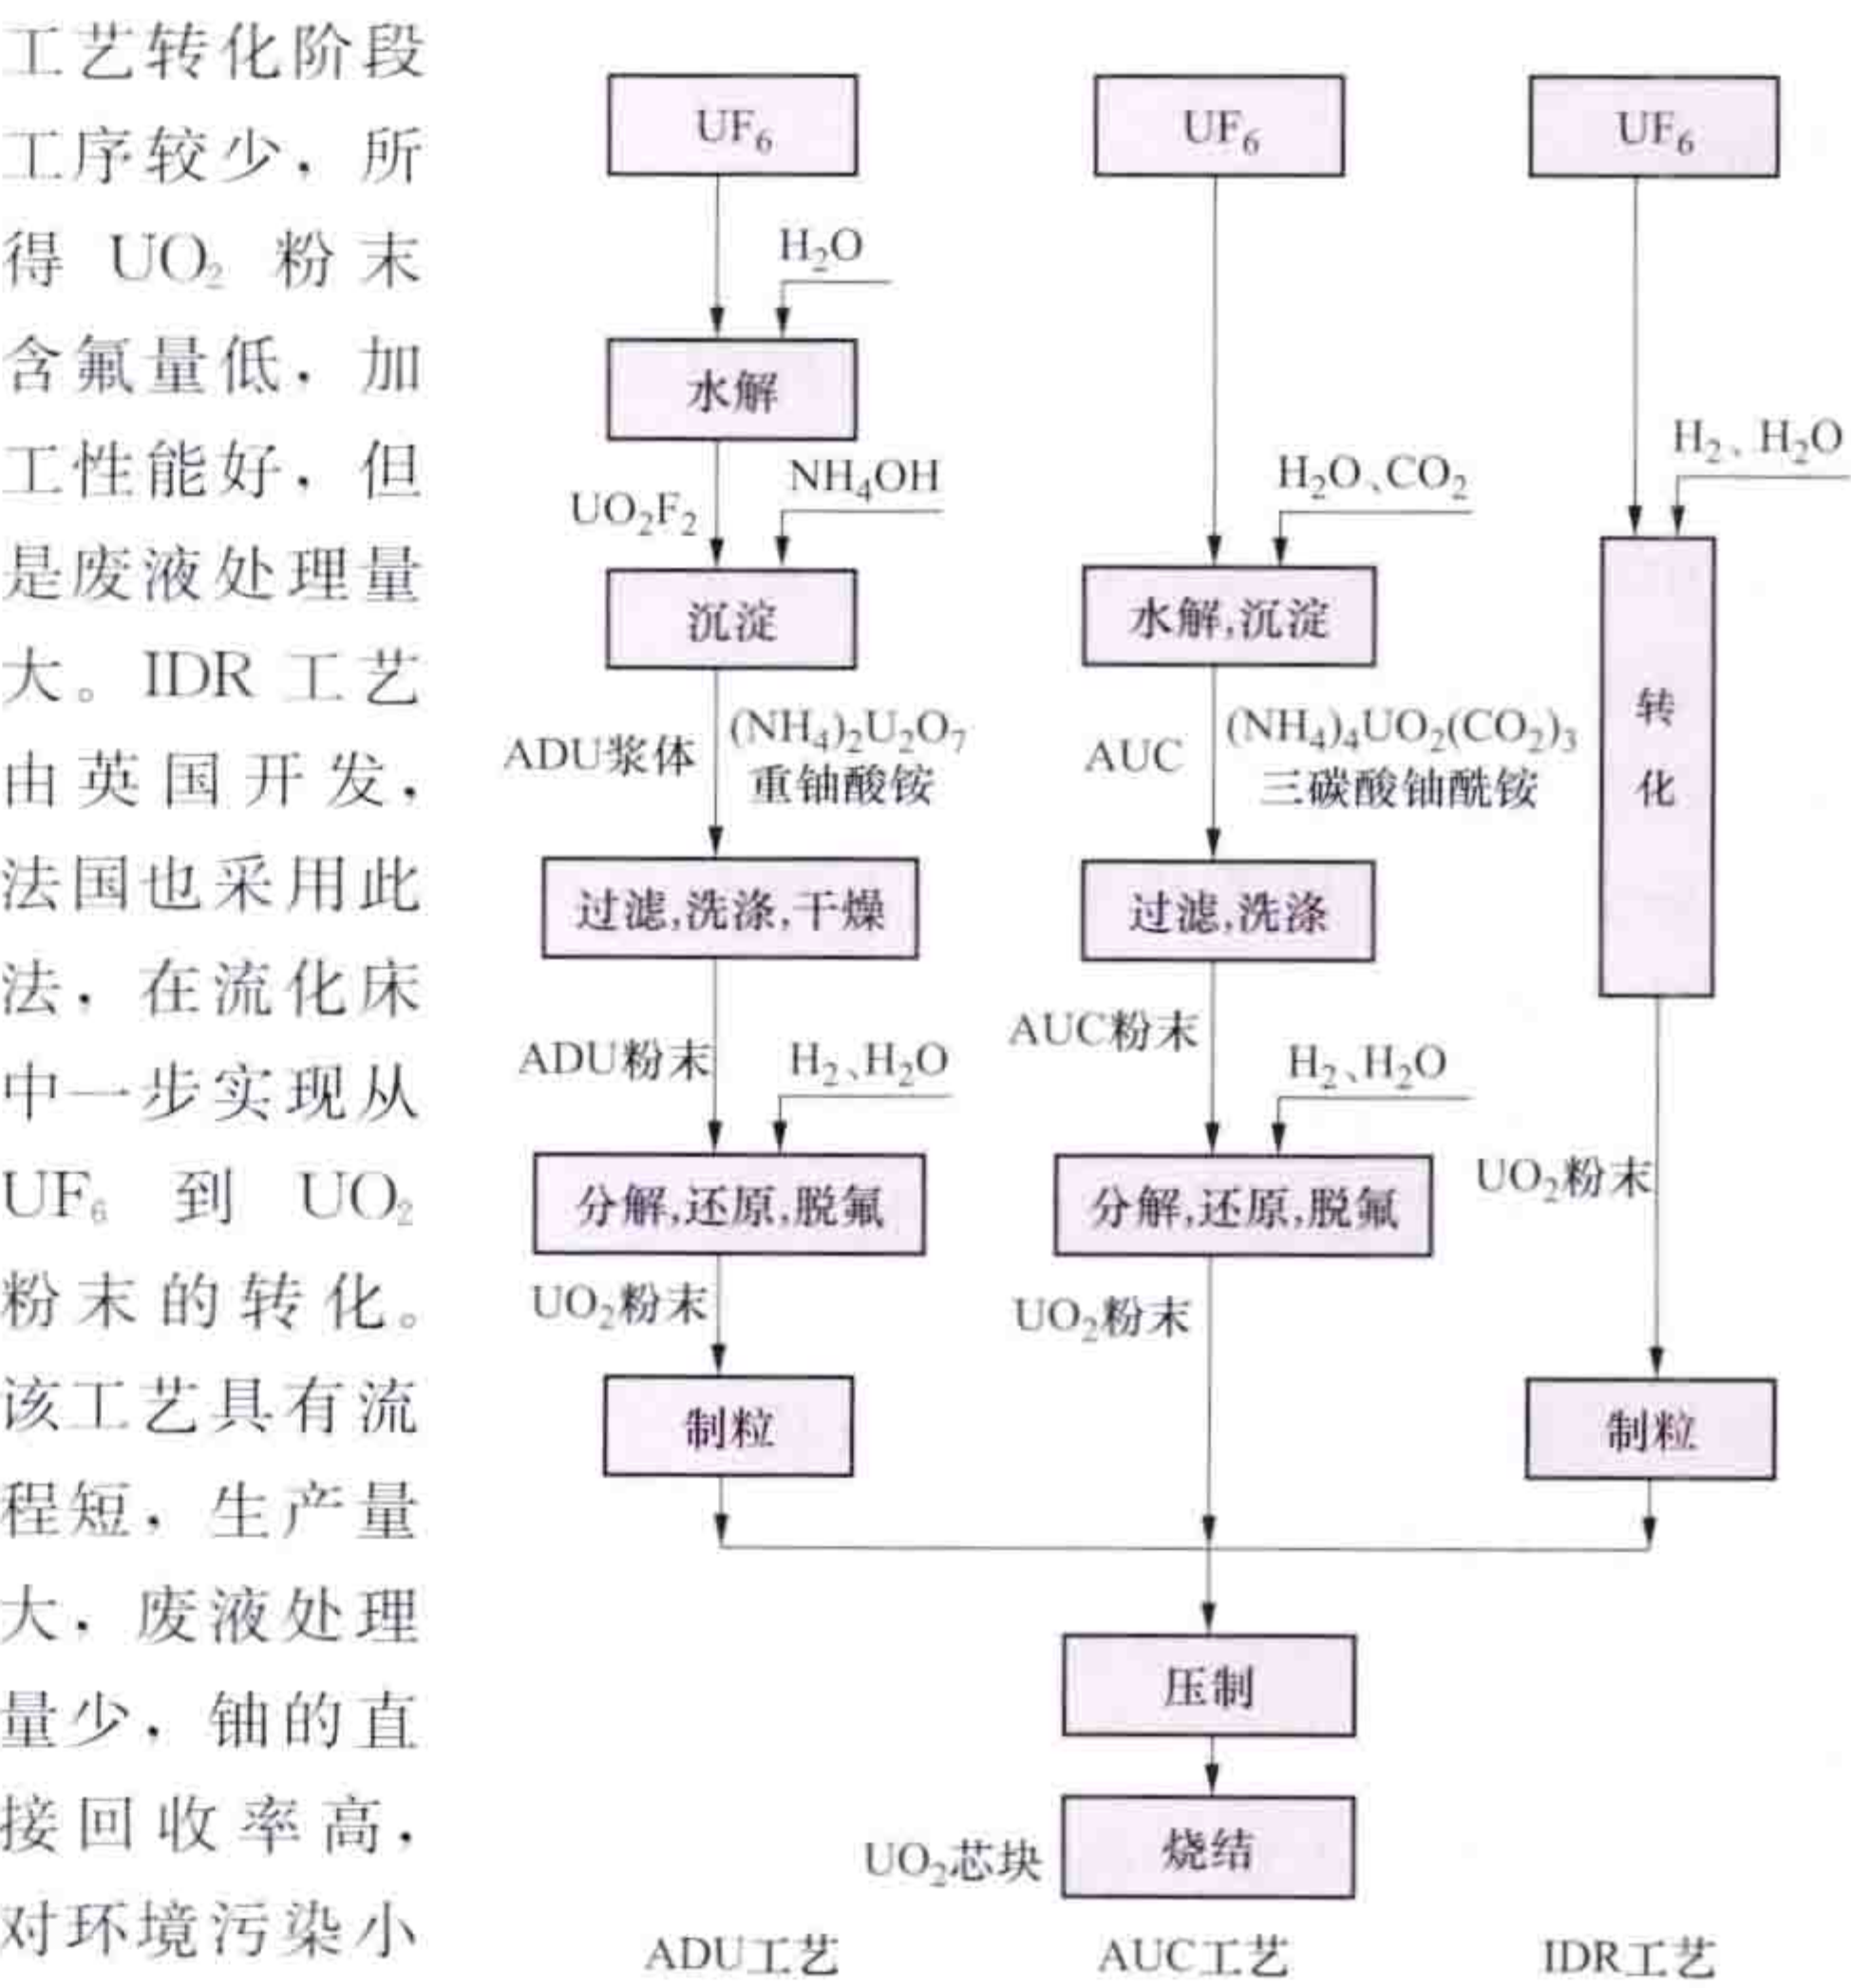 工艺转化阶段
工序较少，所
得 UO₂ 粉末
含氟量低，加
工性能好，但
是废液处理量
大。IDR 工艺
由英国开发，
法国也采用此
法，在流化床
中一步实现从
UF₆ 到 UO₂
粉末的转化。
该工艺具有流
程短，生产量
大，废液处理
量少，铀的直
接回收率高，
对环境污染小
UF₆
H₂O
水解
UO₂F₂
NH₄OH
沉淀
ADU浆体
(NH₄)₂U₂O₇
重铀酸铵
过滤,洗涤,干燥
ADU粉末
H₂、H₂O
分解,还原,脱氟
UO₂粉末
制粒
UF₆
H₂O、CO₂
水解,沉淀
AUC
(NH₄)₄UO₂(CO₂)₃
三碳酸铀酰铵
过滤,洗涤
AUC粉末
H₂、H₂O
分解,还原,脱氟
UO₂粉末
UF₆
H₂、H₂O
转
化
UO₂粉末
制粒
压制
烧结
UO₂芯块
ADU工艺
AUC工艺
IDR工艺